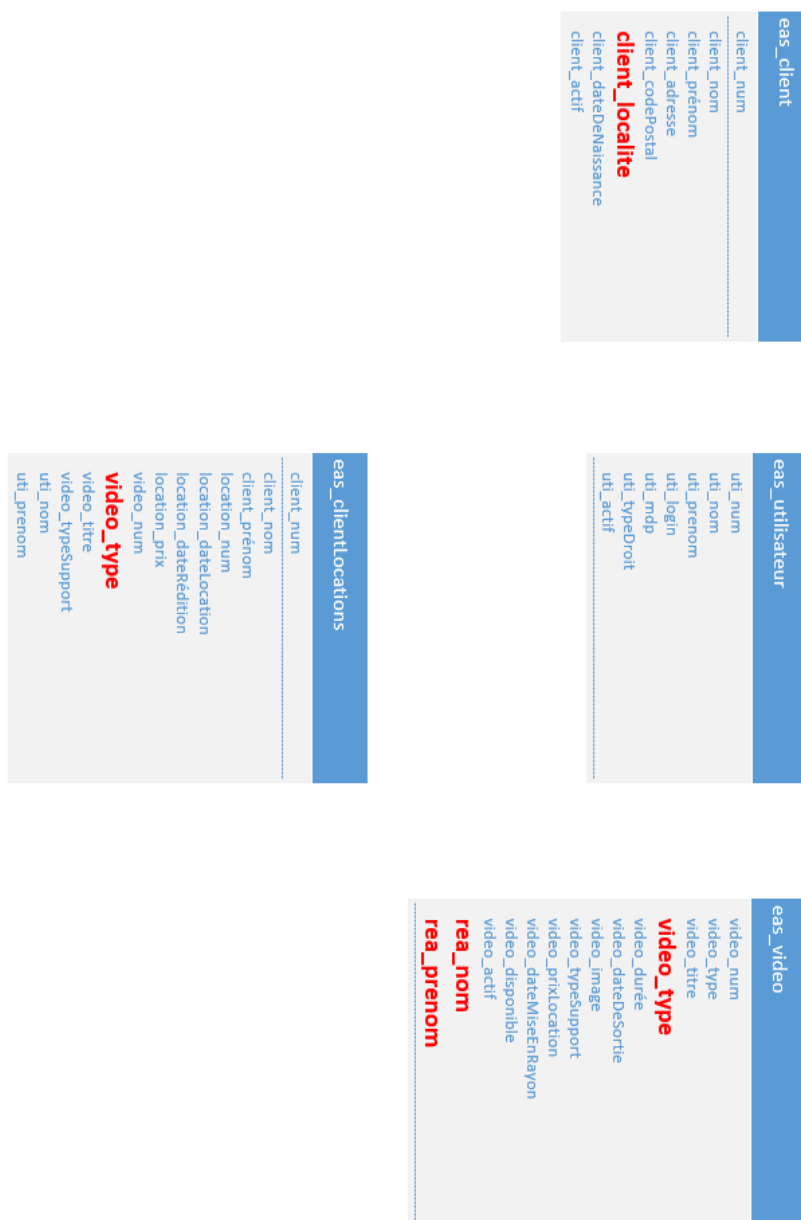 eas_client
client_num
client_nom
client_prénom
client_adresse
client_codePostal
client_localite
client_dateDeNaissance
client_actif
eas_utilisateur
uti_num
uti_nom
uti_prenom
uti_login
uti_mdp
uti_typeDroit
uti_actif
eas_video
video_num
video_type
video_titre
video_type
video_durée
video_dateDeSortie
video_image
video_typeSupport
video_prixLocation
video_dateMiseEnRayon
video_disponible
video_actif
rea_nom
rea_prenom
eas_clientLocations
client_num
client_nom
client_prénom
location_num
location_dateLocation
location_dateRédition
location_prix
video_num
video_type
video_titre
video_typeSupport
uti_nom
uti_prenom